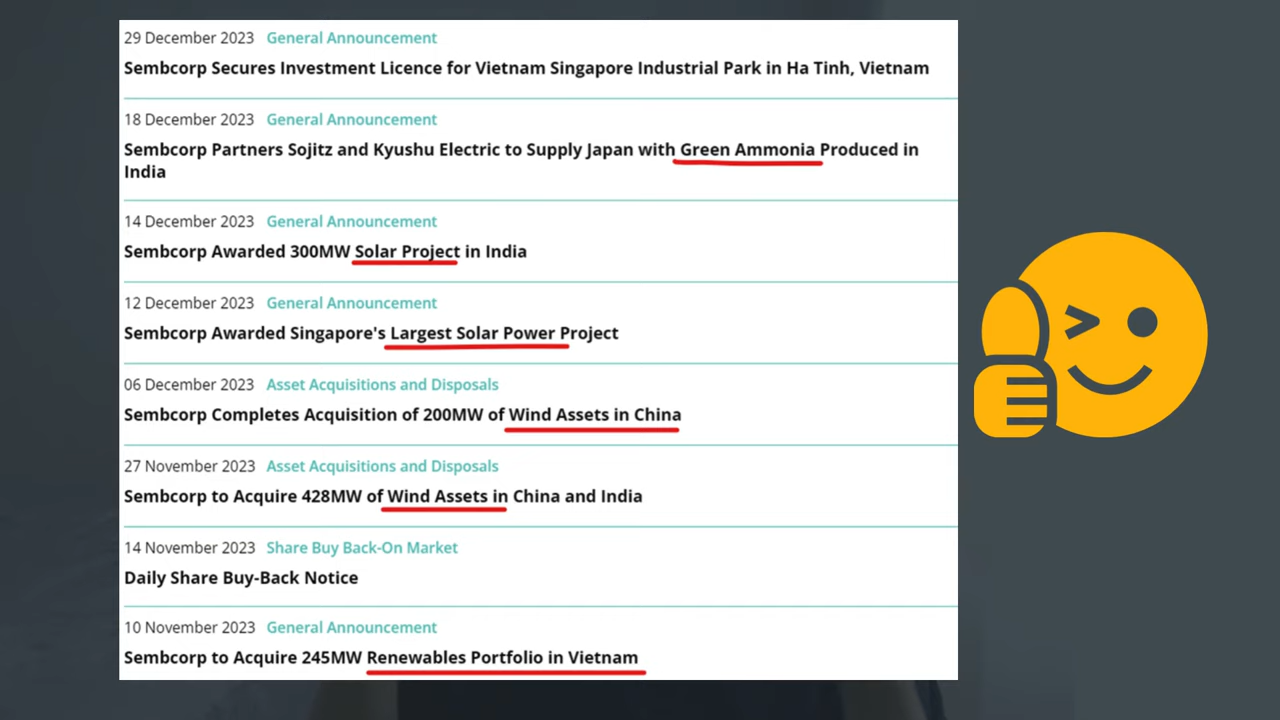 29 December 2023 General Announcement
Sembcorp Secures Investment Licence for Vietnam Singapore Industrial Park in Ha Tinh, Vietnam
18 December 2023 General Announcement
Sembcorp Partners Sojitz and Kyushu Electric to Supply Japan with Green Ammonia Produced in
India
14 December 2023 General Announcement
Sembcorp Awarded 300MW Solar Project in India
12 December 2023 General Announcement
Sembcorp Awarded Singapore's Largest Solar Power Project
06 December 2023 Asset Acquisitions and Disposals
Sembcorp Completes Acquisition of 200MW of Wind Assets in China
27 November 2023 Asset Acquisitions and Disposals
Sembcorp to Acquire 428MW of Wind Assets in China and India
14 November 2023 Share Buy Back-On Market
Daily Share Buy-Back Notice
10 November 2023 General Announcement
Sembcorp to Acquire 245MW Renewables Portfolio in Vietnam